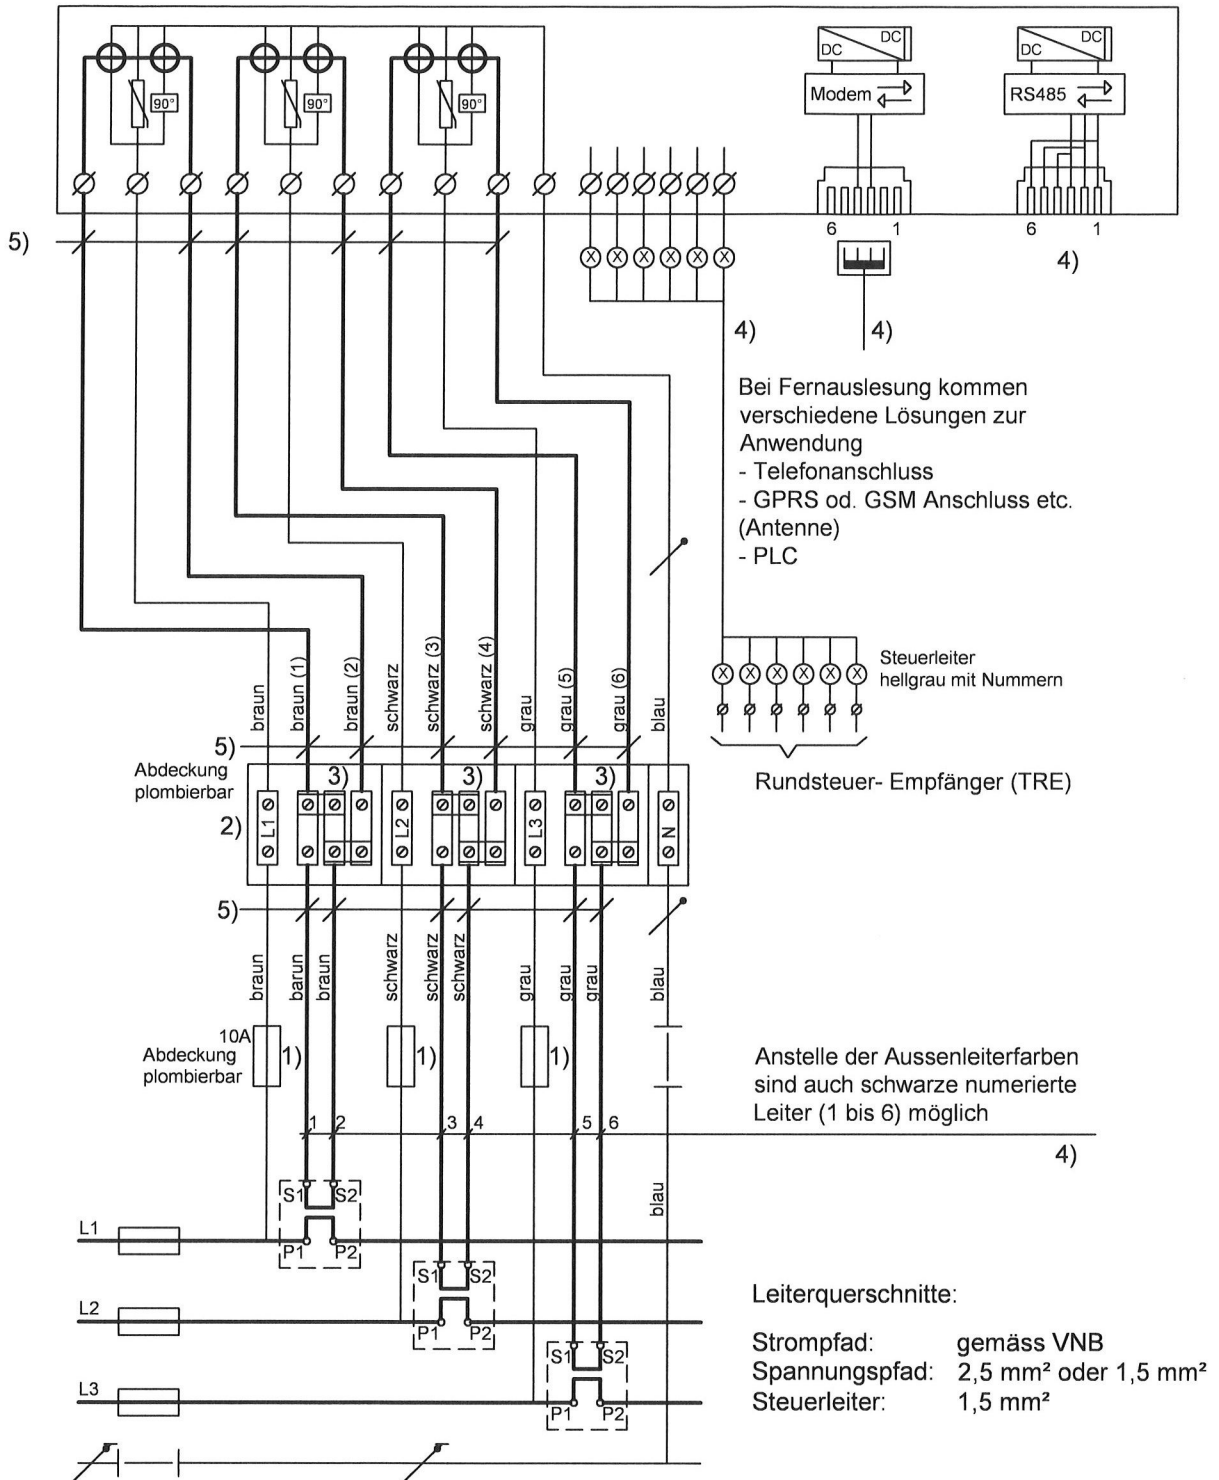 DC
DC
DC
DC
Modem
RS485
90°
90°
90°
6
1
6
1
5)
4)
4)
4)
Bei Fernauslesung kommen
verschiedene Lösungen zur
Anwendung
- Telefonanschluss
- GPRS od. GSM Anschluss etc.
(Antenne)
- PLC
X
X
X
X
X
X
X
X
X
X
X
X
Steuerleiter
hellgrau mit Nummern
Rundsteuer- Empfänger (TRE)
braun
braun (1)
braun (2)
schwarz
schwarz (3)
schwarz (4)
grau
grau (5)
grau (6)
blau
5)
Abdeckung
plombierbar
2)
3)
3)
3)
L1
L2
L3
N
5)
braun
barun
braun
schwarz
schwarz
schwarz
grau
grau
grau
blau
10A
Abdeckung
plombierbar
1)
1)
1)
Anstelle der Aussenleiterfarben
sind auch schwarze numerierte
Leiter (1 bis 6) möglich
1
2
3
4
5
6
4)
blau
S1
S2
L1
P1
P2
S1
S2
L2
P1
P2
S1
S2
L3
P1
P2
Leiterquerschnitte:
Strompfad: gemäss VNB
Spannungspfad: 2,5 mm² oder 1,5 mm²
Steuerleiter: 1,5 mm²